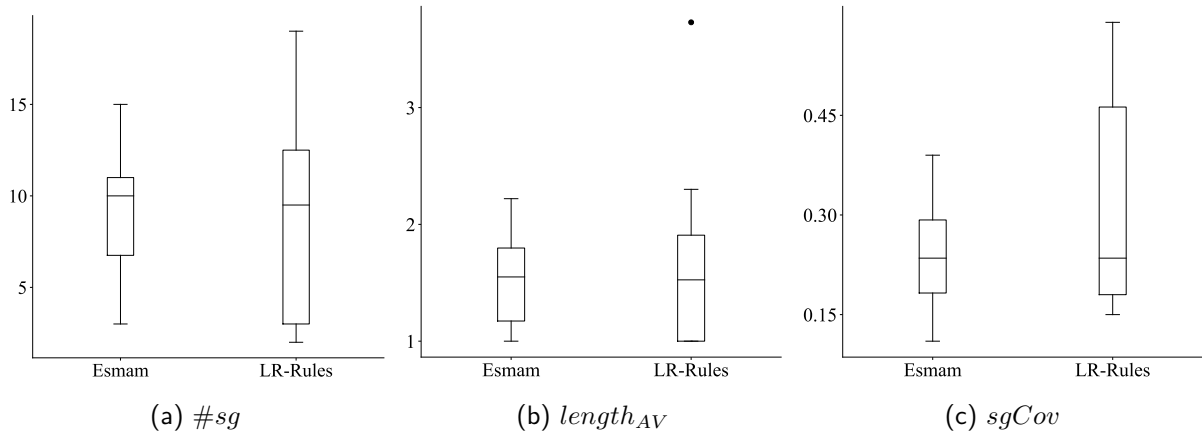 15
10
5
Esmam LR-Rules
(a) #sg
3
2
1
Esmam LR-Rules
(b) length_AV
0.45
0.30
0.15
Esmam LR-Rules
(c) sgCov